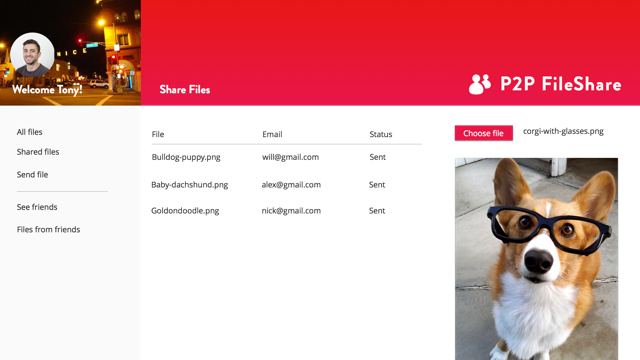 Welcome Tony!
Share Files
P2P FileShare
All files
Shared files
Send file
See friends
Files from friends
File Email Status
Bulldog-puppy.png will@gmail.com Sent
Baby-dachshund.png alex@gmail.com Sent
Goldondoodle.png nick@gmail.com Sent
Choose file corgi-with-glasses.png